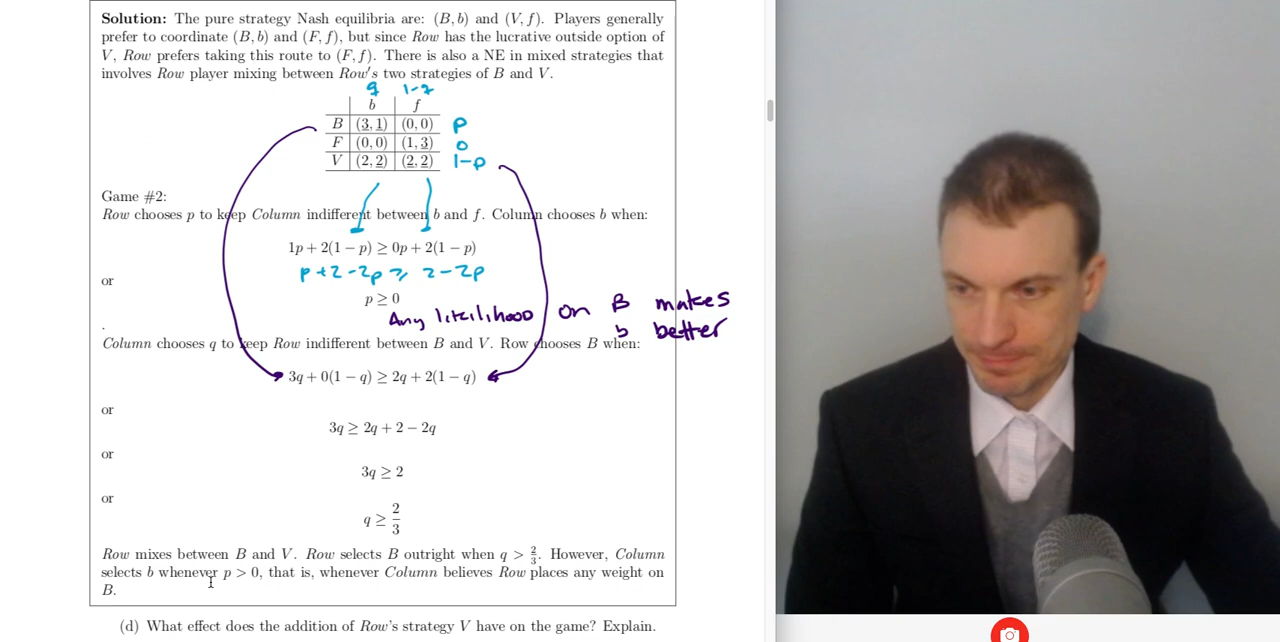 Solution: The pure strategy Nash equilibria are: (B, b) and (V, f). Players generally
prefer to coordinate (B, b) and (F, f), but since Row has the lucrative outside option of
V, Row prefers taking this route to (F, f). There is also a NE in mixed strategies that
involves Row player mixing between Row's two strategies of B and V.
q 1-q
b f
B (3, 1) (0, 0) p
F (0, 0) (1, 3) 0
V (2, 2) (2, 2) 1-p
Game #2:
Row chooses p to keep Column indifferent between b and f. Column chooses b when:
1p + 2(1 − p) ≥ 0p + 2(1 − p)
p + 2 - 2p ≥ 2 - 2p
or
p ≥ 0
Any likilihood on B makes
b better
.
Column chooses q to keep Row indifferent between B and V. Row chooses B when:
3q + 0(1 − q) ≥ 2q + 2(1 − q)
or
3q ≥ 2q + 2 − 2q
or
3q ≥ 2
or
q ≥ 2/3
Row mixes between B and V. Row selects B outright when q > 2/3. However, Column
selects b whenever p > 0, that is, whenever Column believes Row places any weight on
B.
(d) What effect does the addition of Row's strategy V have on the game? Explain.